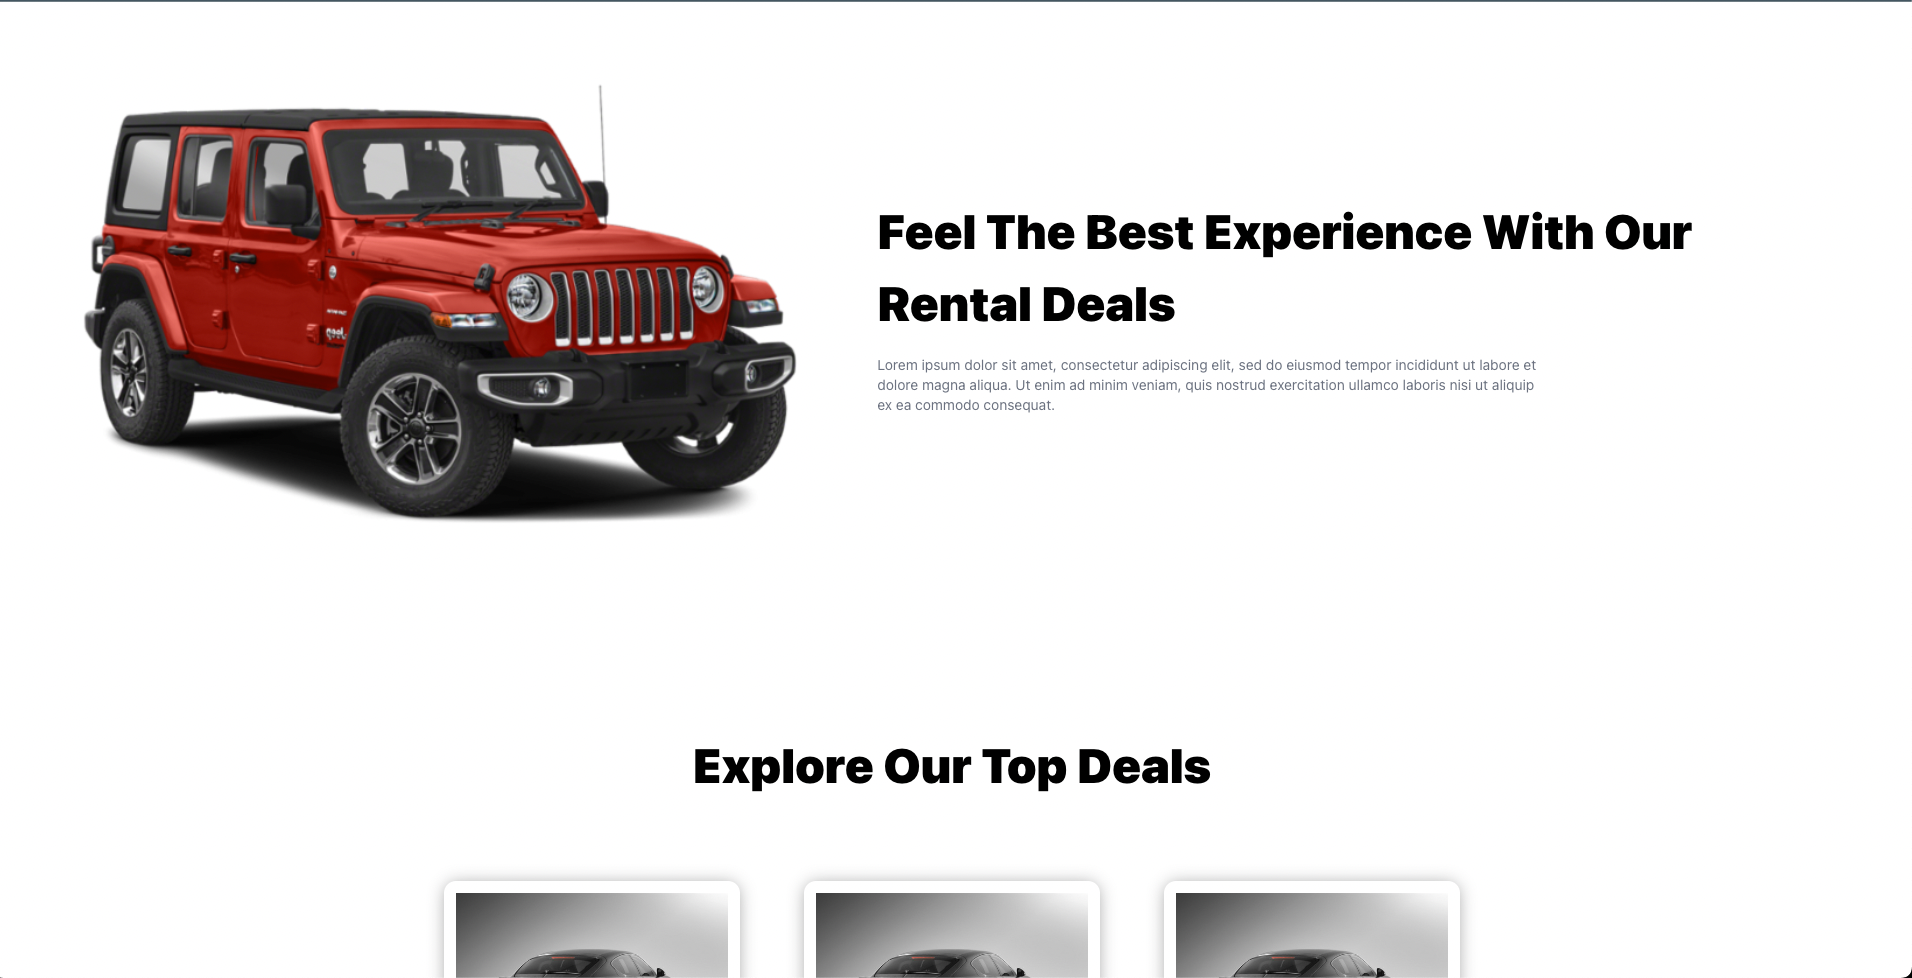 Feel The Best Experience With Our
Rental Deals
Lorem ipsum dolor sit amet, consectetur adipiscing elit, sed do eiusmod tempor incididunt ut labore et
dolore magna aliqua. Ut enim ad minim veniam, quis nostrud exercitation ullamco laboris nisi ut aliquip
ex ea commodo consequat.
Explore Our Top Deals